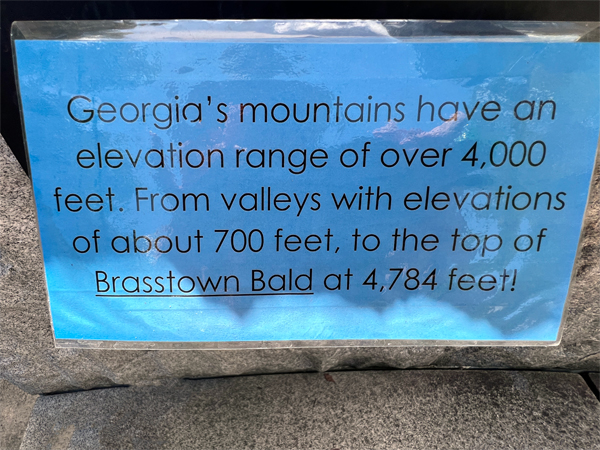 Georgia's mountains have an
elevation range of over 4,000
feet. From valleys with elevations
of about 700 feet, to the top of
Brasstown Bald at 4,784 feet!